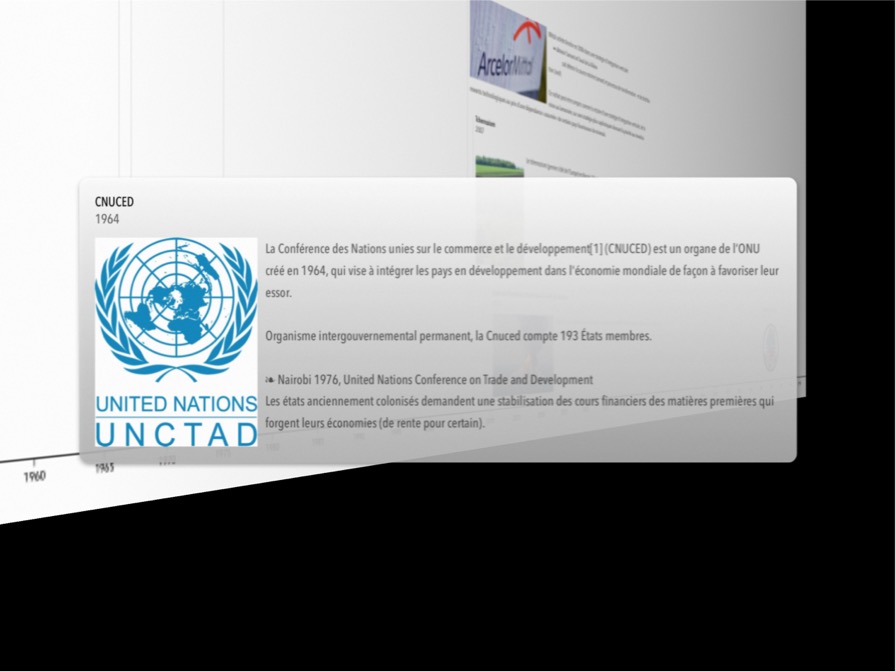 ArcelorMittal
CNUCED
1964
La Conférence des Nations unies sur le commerce et le développement[1] (CNUCED) est un organe de l'ONU
créé en 1964, qui vise à intégrer les pays en développement dans l'économie mondiale de façon à favoriser leur
essor.
Organisme intergouvernemental permanent, la Cnuced compte 193 États membres.
❧ Nairobi 1976, United Nations Conference on Trade and Development
Les états anciennement colonisés demandent une stabilisation des cours financiers des matières premières qui
forgent leurs économies (de rente pour certain).
UNITED NATIONS
UNCTAD
1960
1965